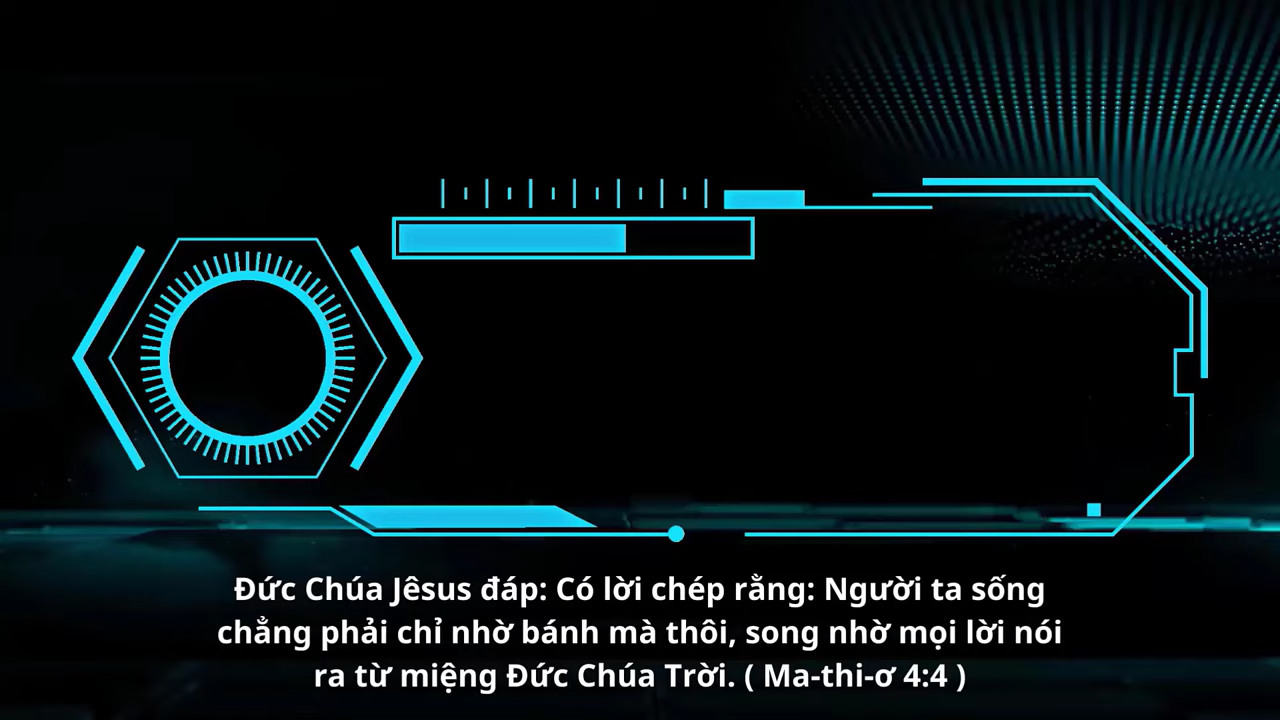 Đức Chúa Jêsus đáp: Có lời chép rằng: Người ta sống
chẳng phải chỉ nhờ bánh mà thôi, song nhờ mọi lời nói
ra từ miệng Đức Chúa Trời. ( Ma-thi-ơ 4:4 )